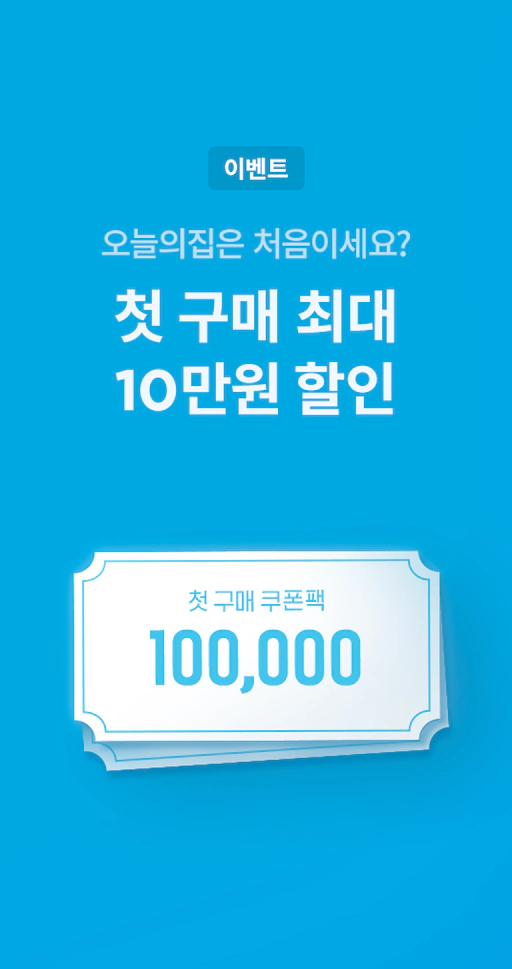 이벤트
오늘의집은 처음이세요?
첫 구매 최대
10만원 할인
첫 구매 쿠폰팩
100,000